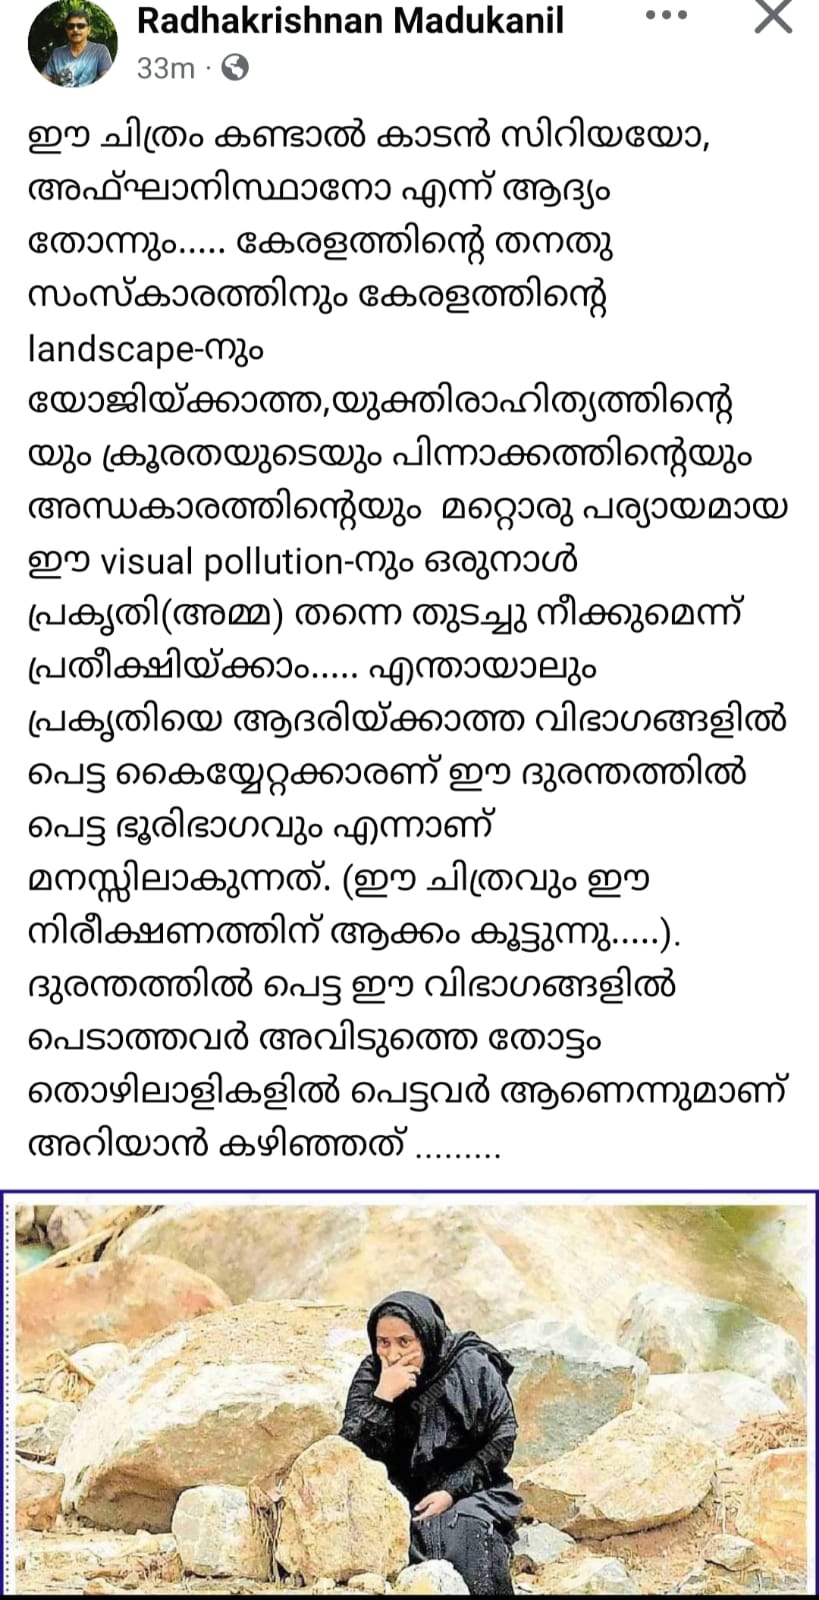 Radhakrishnan Madukanil
33m ·
ഈ ചിത്രം കണ്ടാൽ കാടൻ സിറിയയോ,
അഫ്ഘാനിസ്ഥാനോ എന്ന് ആദ്യം
തോന്നും..... കേരളത്തിന്റെ തനതു
സംസ്കാരത്തിനും കേരളത്തിന്റെ
landscape-നും
യോജിയ്ക്കാത്ത,യുക്തിരാഹിത്യത്തിന്റെ
യും ക്രൂരതയുടെയും പിന്നാക്കത്തിന്റെയും
അന്ധകാരത്തിന്റെയും മറ്റൊരു പര്യായമായ
ഈ visual pollution-നും ഒരുനാൾ
പ്രകൃതി(അമ്മ) തന്നെ തുടച്ചു നീക്കുമെന്ന്
പ്രതീക്ഷിയ്ക്കാം..... എന്തായാലും
പ്രകൃതിയെ ആദരിയ്ക്കാത്ത വിഭാഗങ്ങളിൽ
പെട്ട കൈയ്യേറ്റക്കാരണ് ഈ ദുരന്തത്തിൽ
പെട്ട ഭൂരിഭാഗവും എന്നാണ്
മനസ്സിലാകുന്നത്. (ഈ ചിത്രവും ഈ
നിരീക്ഷണത്തിന് ആക്കം കൂട്ടുന്നു.....).
ദുരന്തത്തിൽ പെട്ട ഈ വിഭാഗങ്ങളിൽ
പെടാത്തവർ അവിടുത്തെ തോട്ടം
തൊഴിലാളികളിൽ പെട്ടവർ ആണെന്നുമാണ്
അറിയാൻ കഴിഞ്ഞത് .........